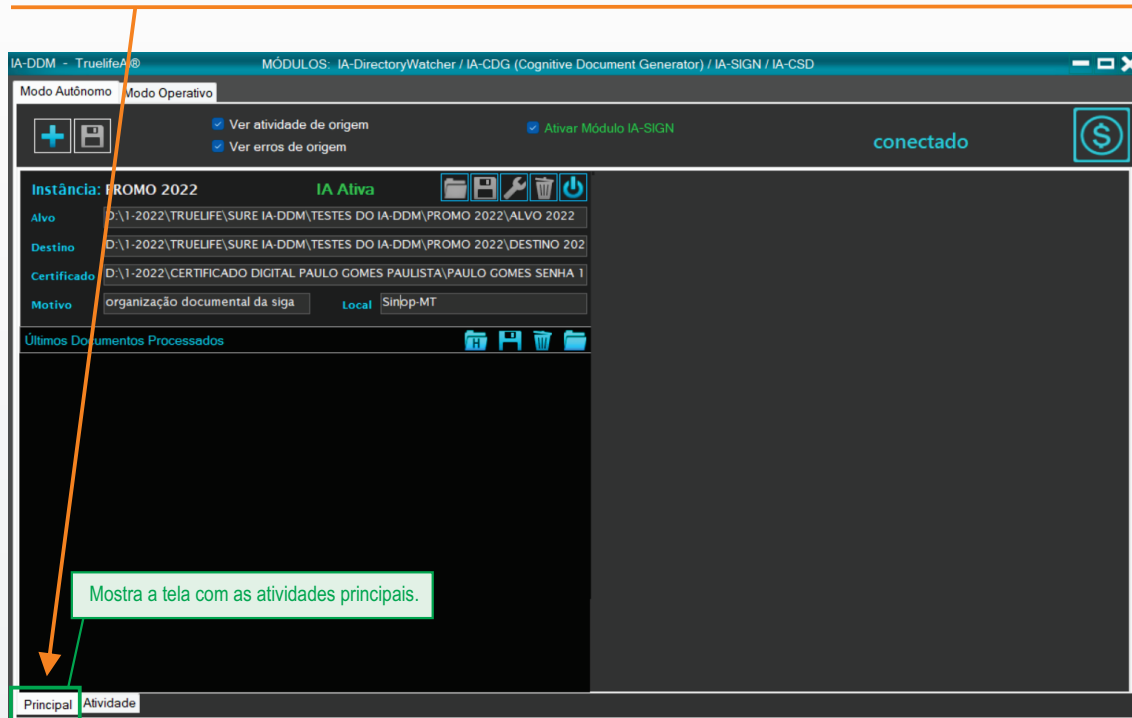 IA-DDM - TruelifeA® MÓDULOS: IA-DirectoryWatcher / IA-CDG (Cognitive Document Generator) / IA-SIGN / IA-CSD
Modo Autônomo Modo Operativo
Ver atividade de origem Ativar Módulo IA-SIGN
Ver erros de origem conectado
Instância: PROMO 2022 IA Ativa
Alvo D:\1-2022\TRUELIFE\SURE IA-DDM\TESTES DO IA-DDM\PROMO 2022\ALVO 2022
Destino D:\1-2022\TRUELIFE\SURE IA-DDM\TESTES DO IA-DDM\PROMO 2022\DESTINO 202
Certificado D:\1-2022\CERTIFICADO DIGITAL PAULO GOMES PAULISTA\PAULO GOMES SENHA 1
Motivo organização documental da siga Local Sinop-MT
Últimos Documentos Processados H
Mostra a tela com as atividades principais.
Principal Atividade